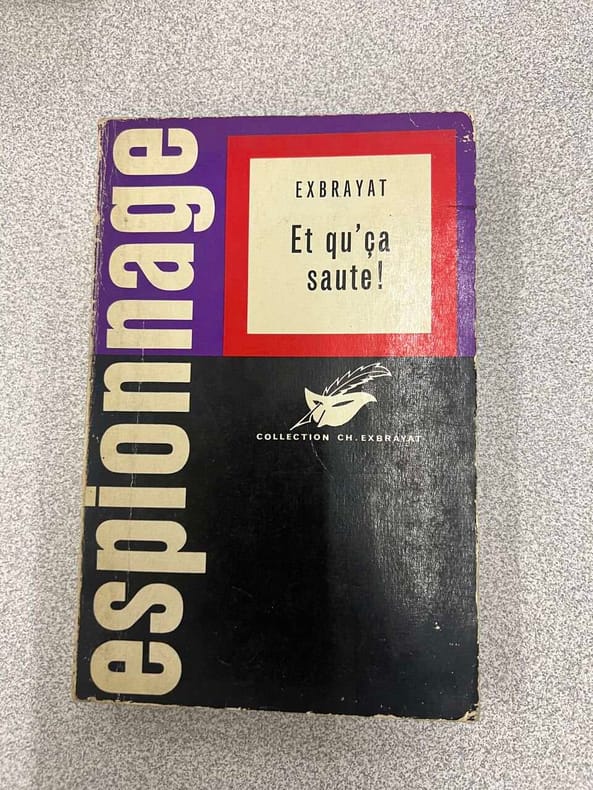 espionnage
EXBRAYAT
Et qu'ça
saute!
COLLECTION CH. EXBRAYAT